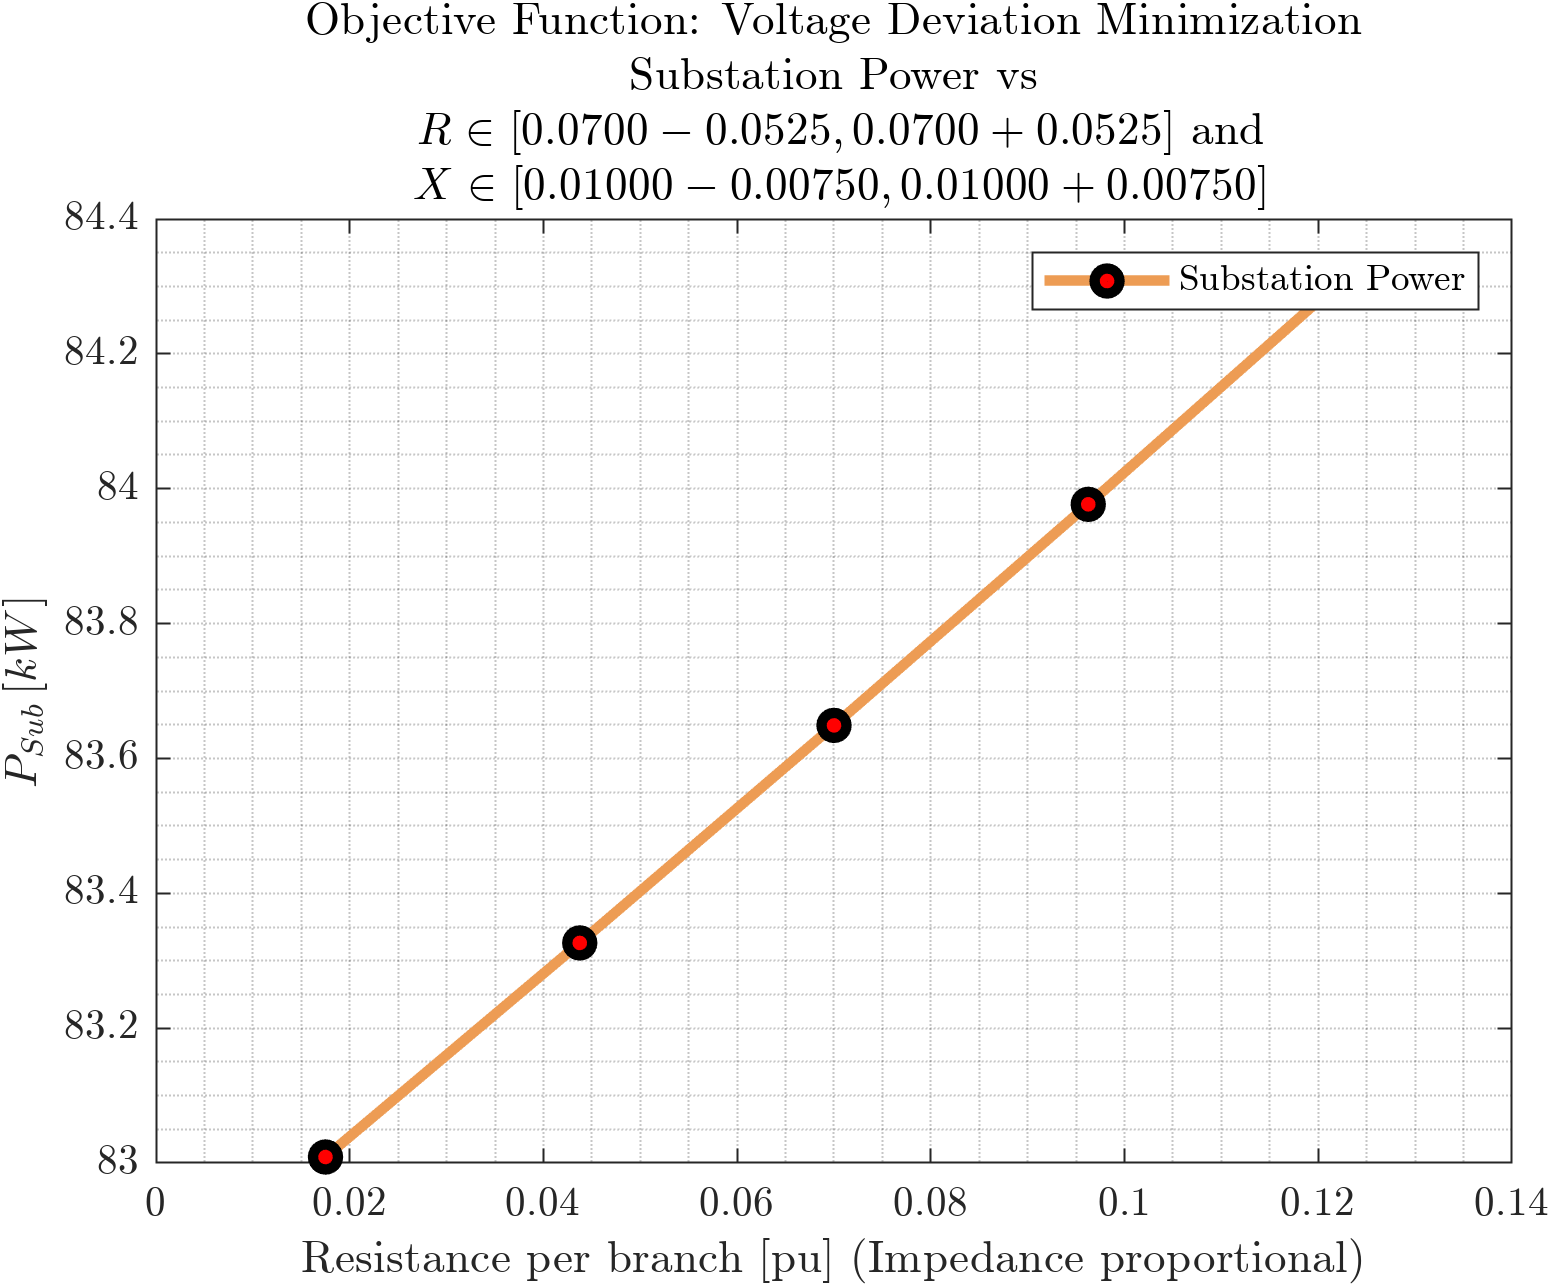 Objective Function: Voltage Deviation Minimization
Substation Power vs
R ∈ [0.0700 − 0.0525, 0.0700 + 0.0525] and
X ∈ [0.01000 − 0.00750, 0.01000 + 0.00750]
84.4
84.2
84
83.8
83.6
83.4
83.2
83
P_{Sub} [kW]
Substation Power
0
0.02
0.04
0.06
0.08
0.1
0.12
0.14
Resistance per branch [pu] (Impedance proportional)